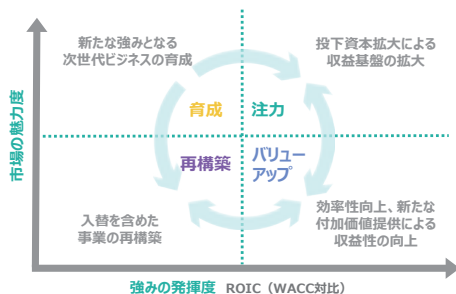 新たな強みとなる
次世代ビジネスの育成
投下資本拡大による
収益基盤の拡大
育成
注力
市場の魅力度
再構築
バリュー
アップ
入替を含めた
事業の再構築
効率性向上、新たな
付加価値提供による
収益性の向上
強みの発揮度 ROIC（WACC対比）